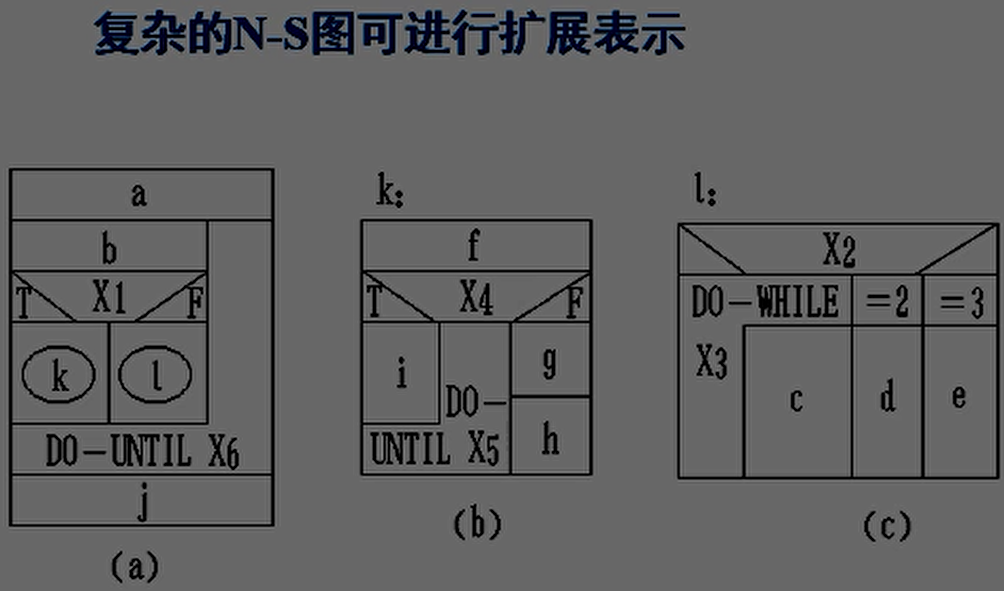 复杂的N-S图可进行扩展表示
a
b
T X1 F
k l
DO-UNTIL X6
j
(a)
k:
f
T X4 F
i
g
DO-
UNTIL X5
h
(b)
l:
X2
DO-WHILE =2 =3
X3
c d e
(c)